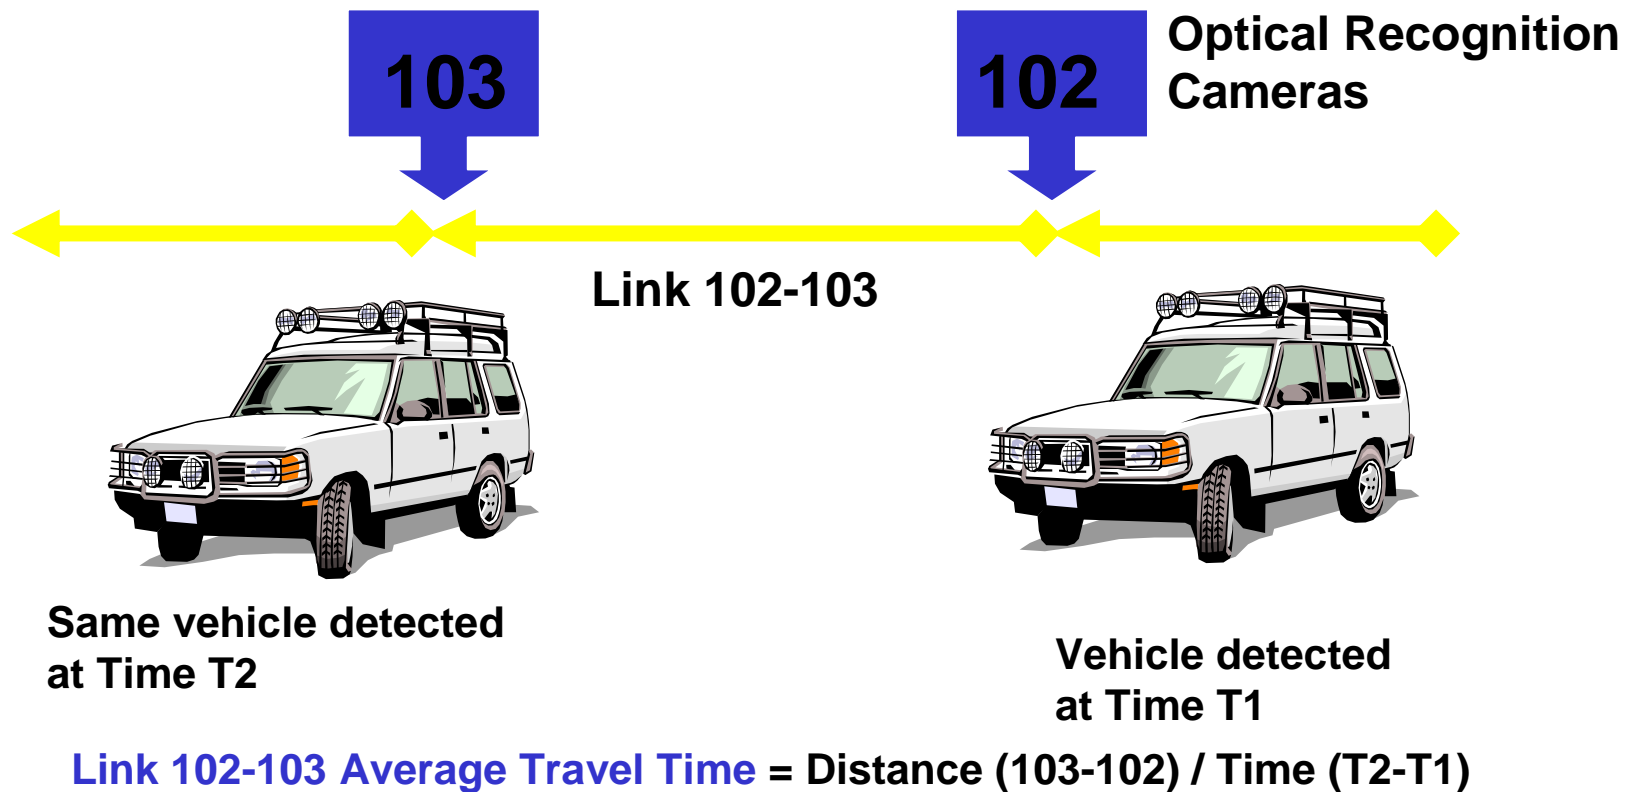 103
102
Optical Recognition
Cameras
Link 102-103
Same vehicle detected
at Time T2
Vehicle detected
at Time T1
Link 102-103 Average Travel Time = Distance (103-102) / Time (T2-T1)